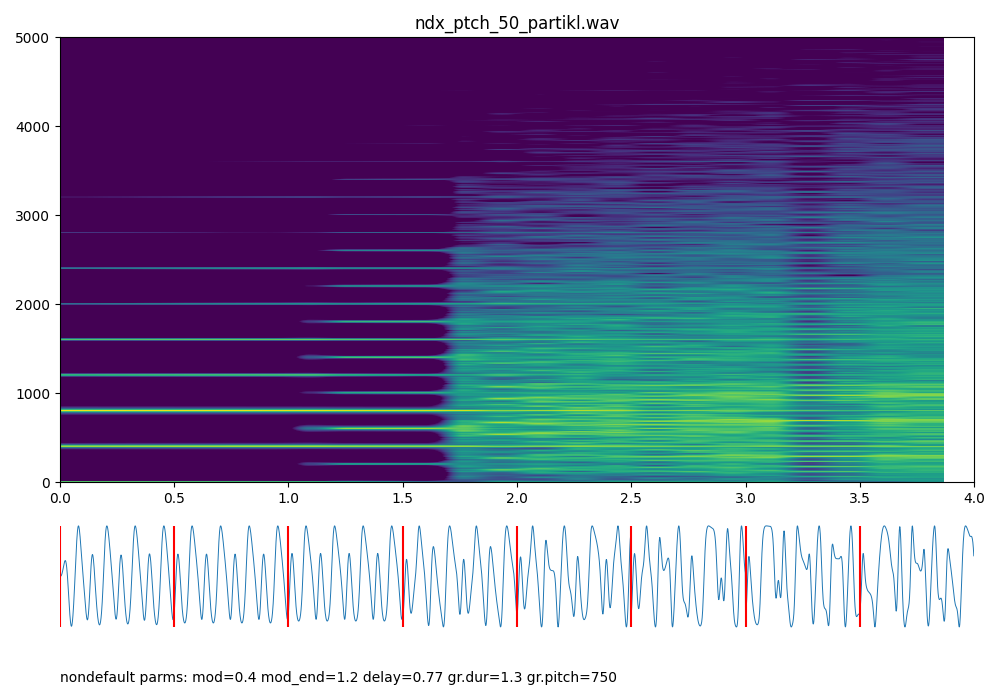 ndx_ptch_50_partikl.wav
5000
4000
3000
2000
1000
0
0.0 0.5 1.0 1.5 2.0 2.5 3.0 3.5 4.0
nondefault parms: mod=0.4 mod_end=1.2 delay=0.77 gr.dur=1.3 gr.pitch=750